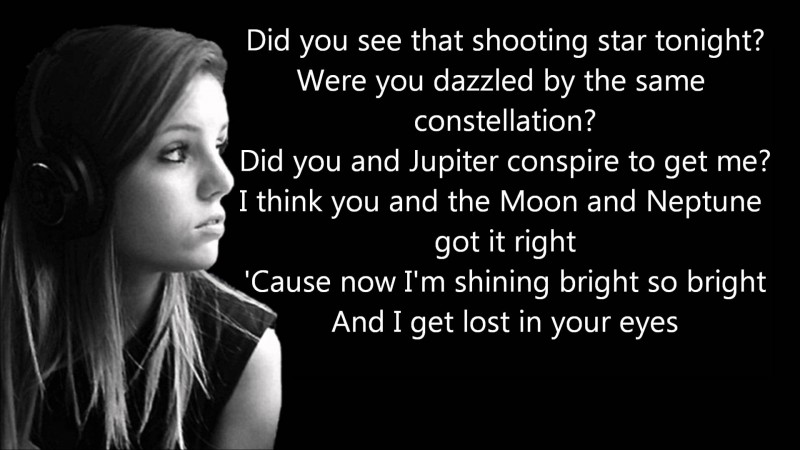 Did you see that shooting star tonight?
Were you dazzled by the same
constellation?
Did you and Jupiter conspire to get me?
I think you and the Moon and Neptune
got it right
'Cause now I'm shining bright so bright
And I get lost in your eyes